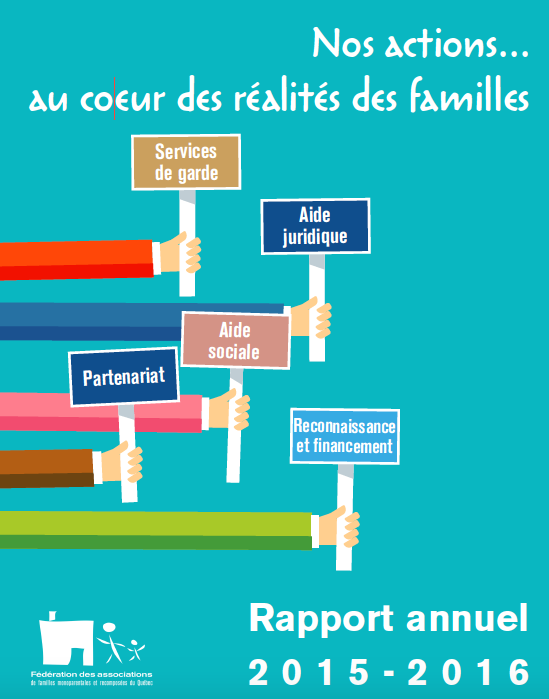 Nos actions...
au coeur des réalités des familles
Services
de garde
Aide
juridique
Aide
sociale
Partenariat
Reconnaissance
et financement
Rapport annuel
2015-2016
Fédération des associations
de familles monoparentales et recomposées du Québec